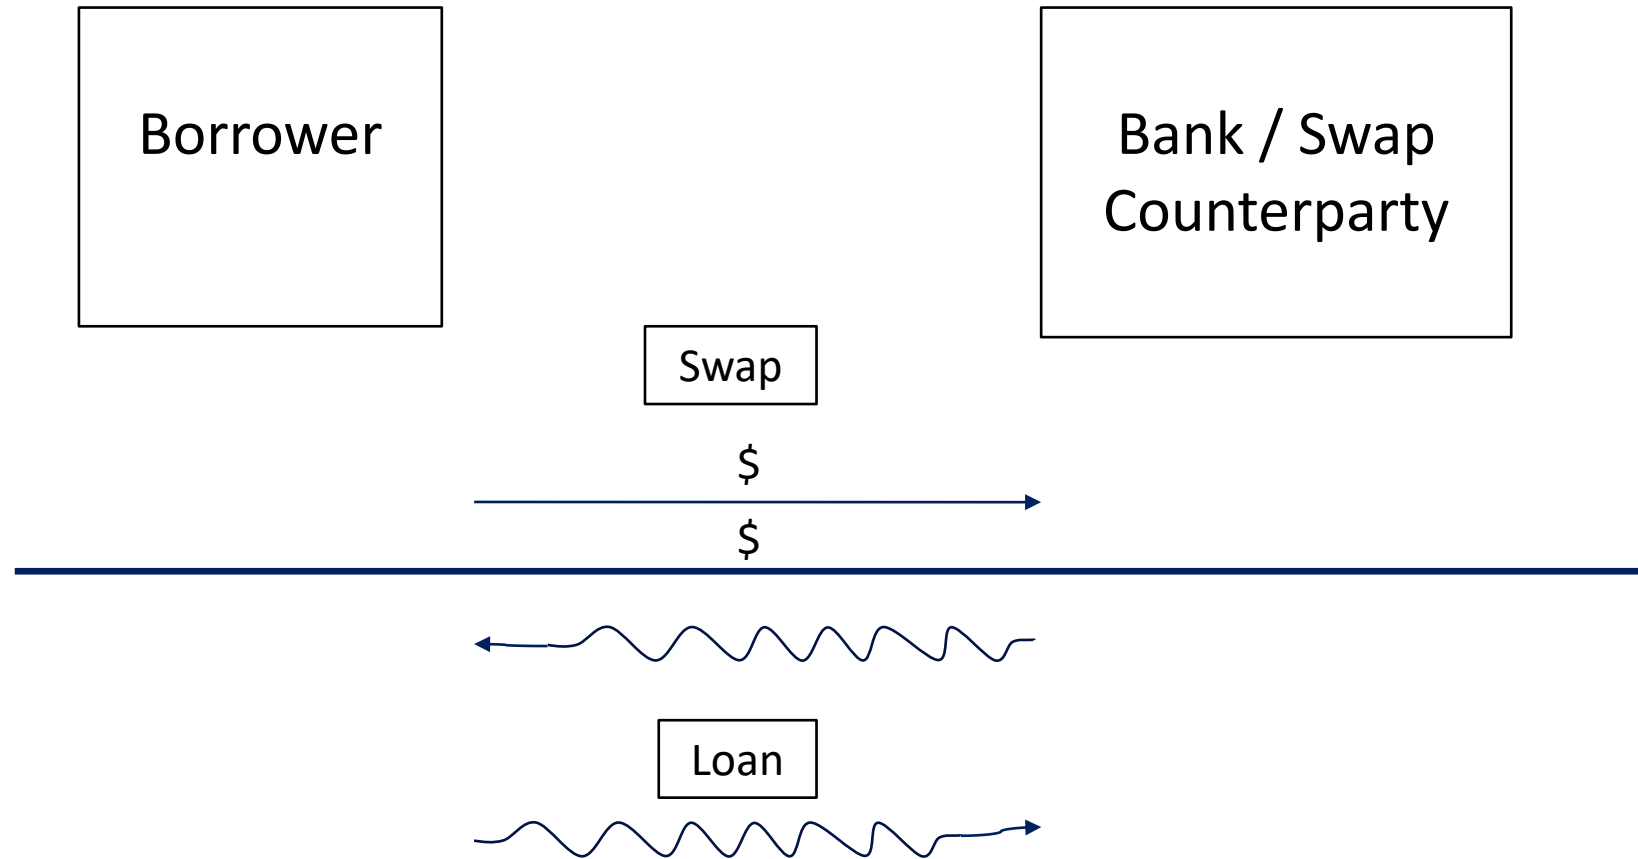 Borrower
Bank / Swap
Counterparty
Swap
$
$
Loan